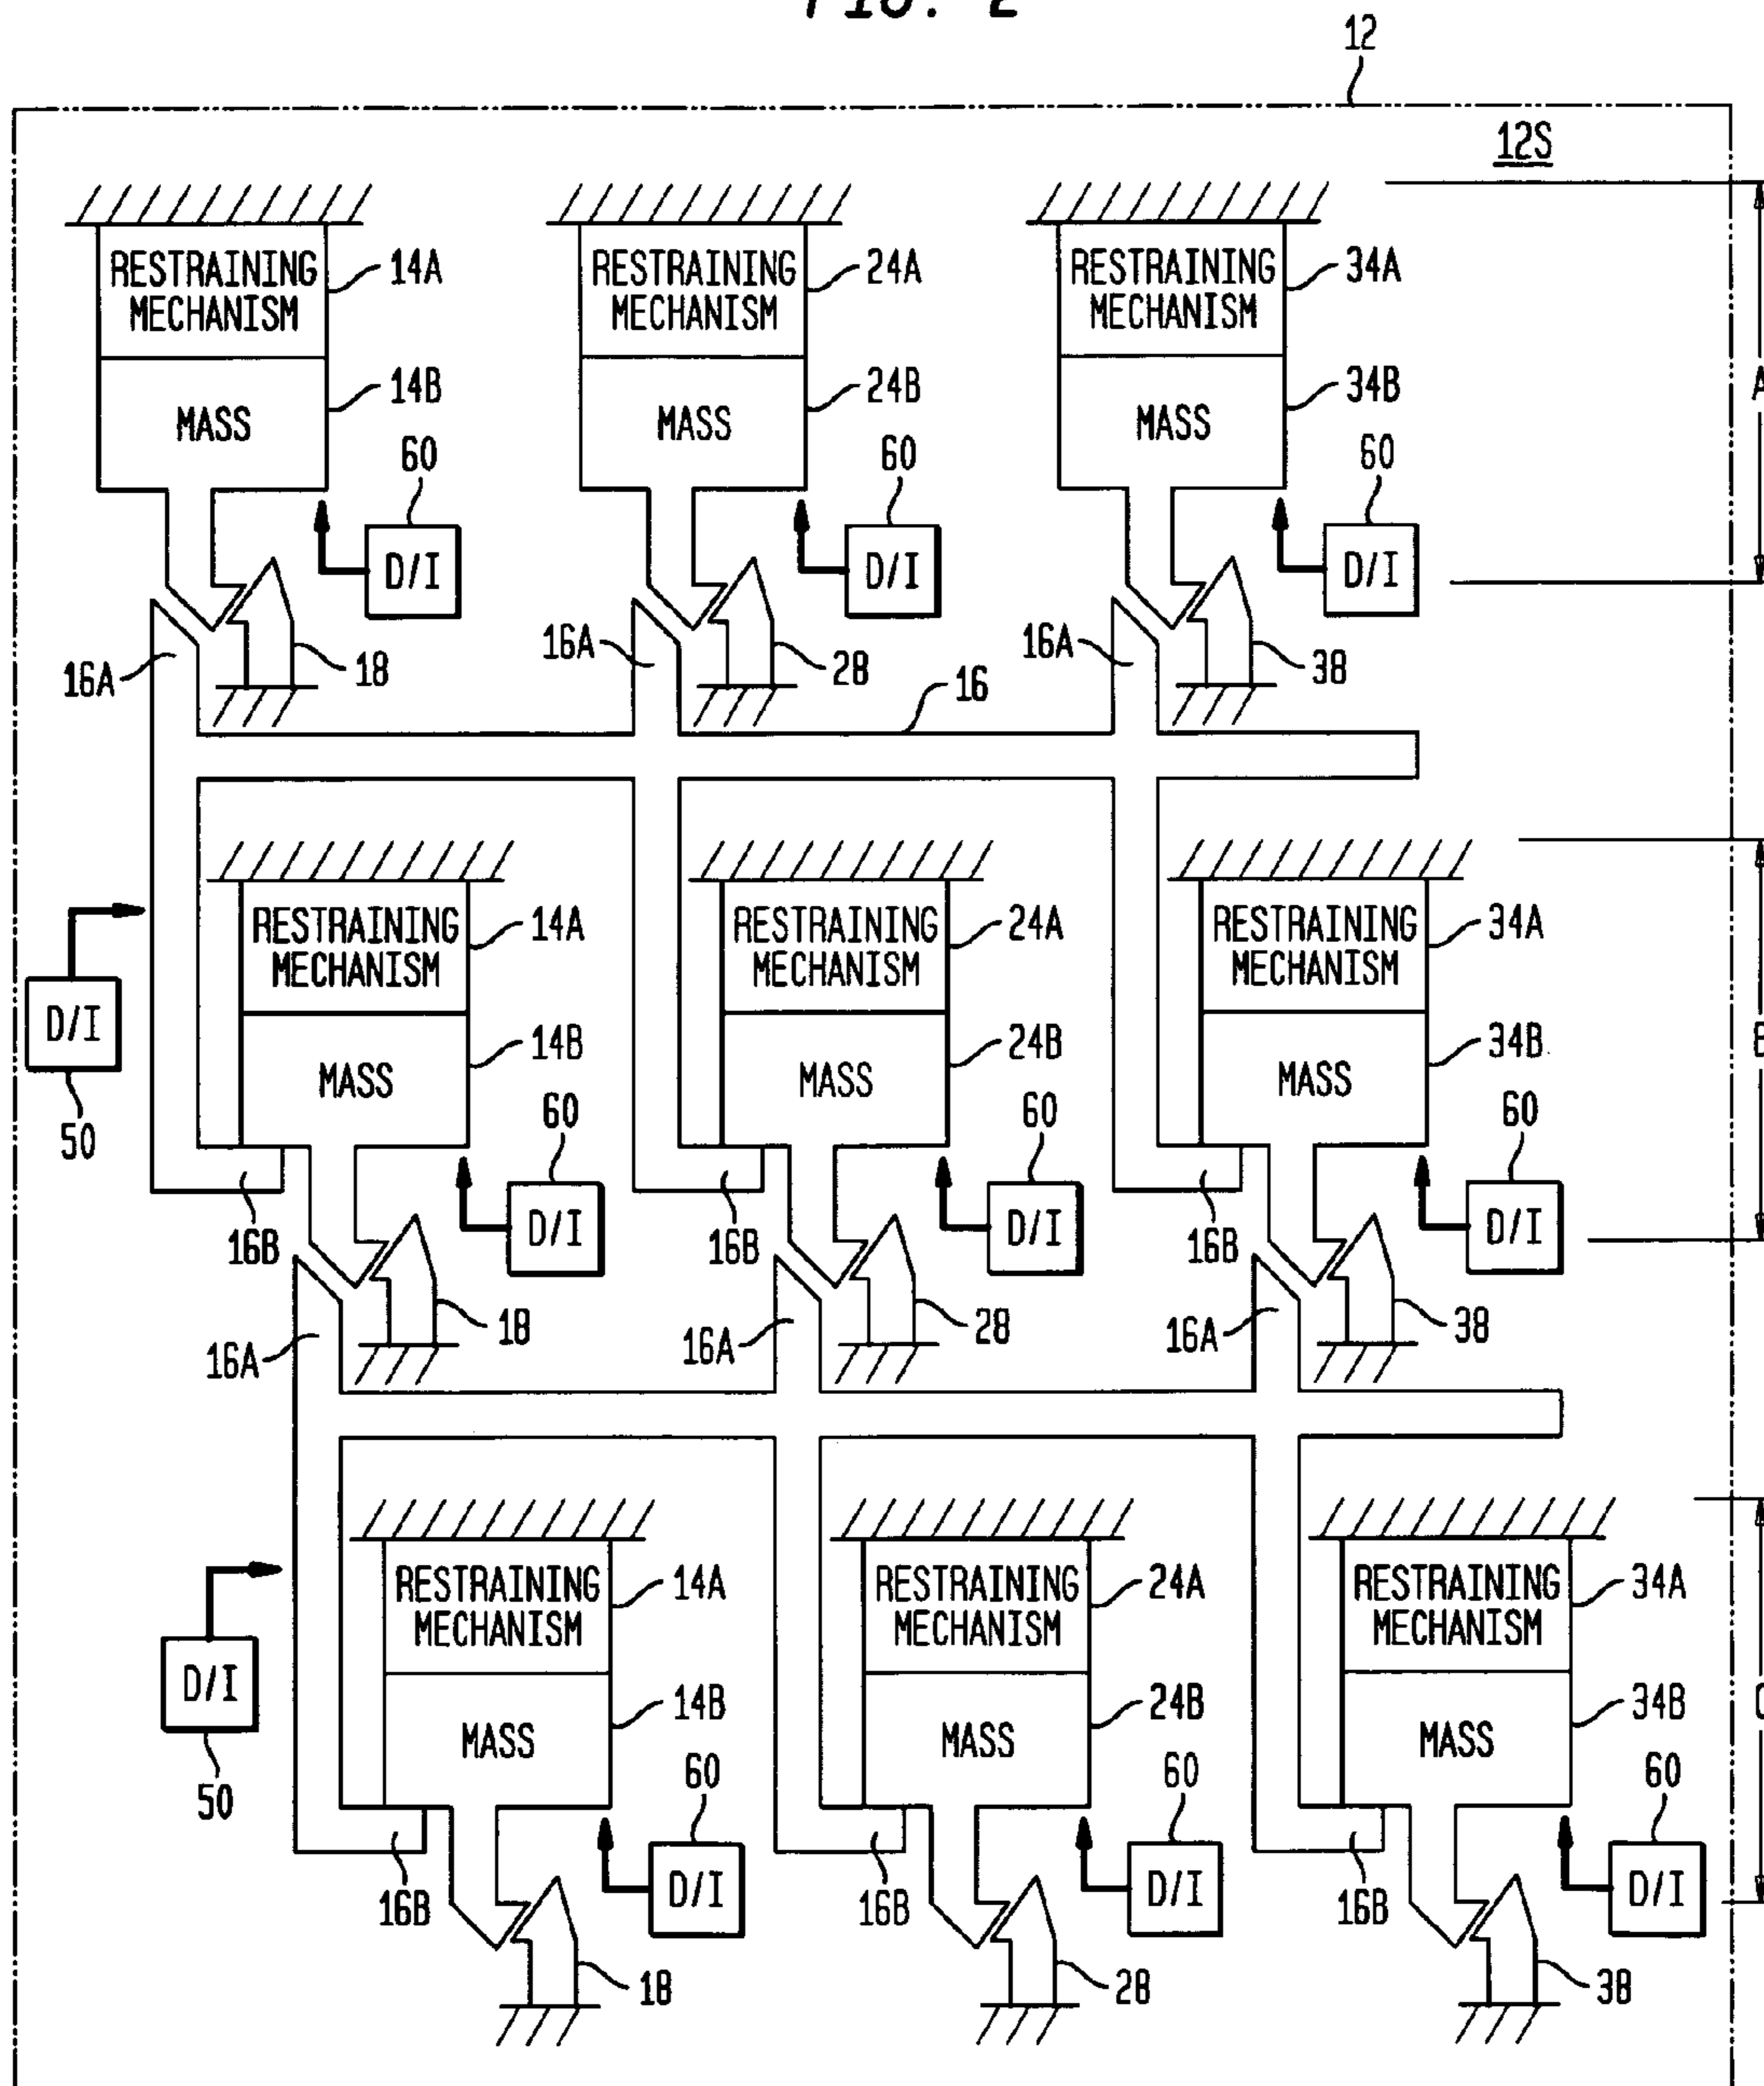 FIG. 2
12
12S
RESTRAINING
MECHANISM
14A
RESTRAINING
MECHANISM
24A
RESTRAINING
MECHANISM
34A
A
MASS
14B
MASS
24B
MASS
34B
60
60
60
D/I
D/I
D/I
16A
18
16A
28
16A
38
16
RESTRAINING
MECHANISM
14A
RESTRAINING
MECHANISM
24A
RESTRAINING
MECHANISM
34A
D/I
50
MASS
14B
MASS
24B
MASS
34B
B
60
60
60
D/I
D/I
D/I
16B
16B
16B
16A
18
16A
28
16A
38
RESTRAINING
MECHANISM
14A
RESTRAINING
MECHANISM
24A
RESTRAINING
MECHANISM
34A
D/I
50
MASS
14B
MASS
24B
MASS
34B
C
60
60
60
D/I
D/I
D/I
16B
16B
16B
18
28
38